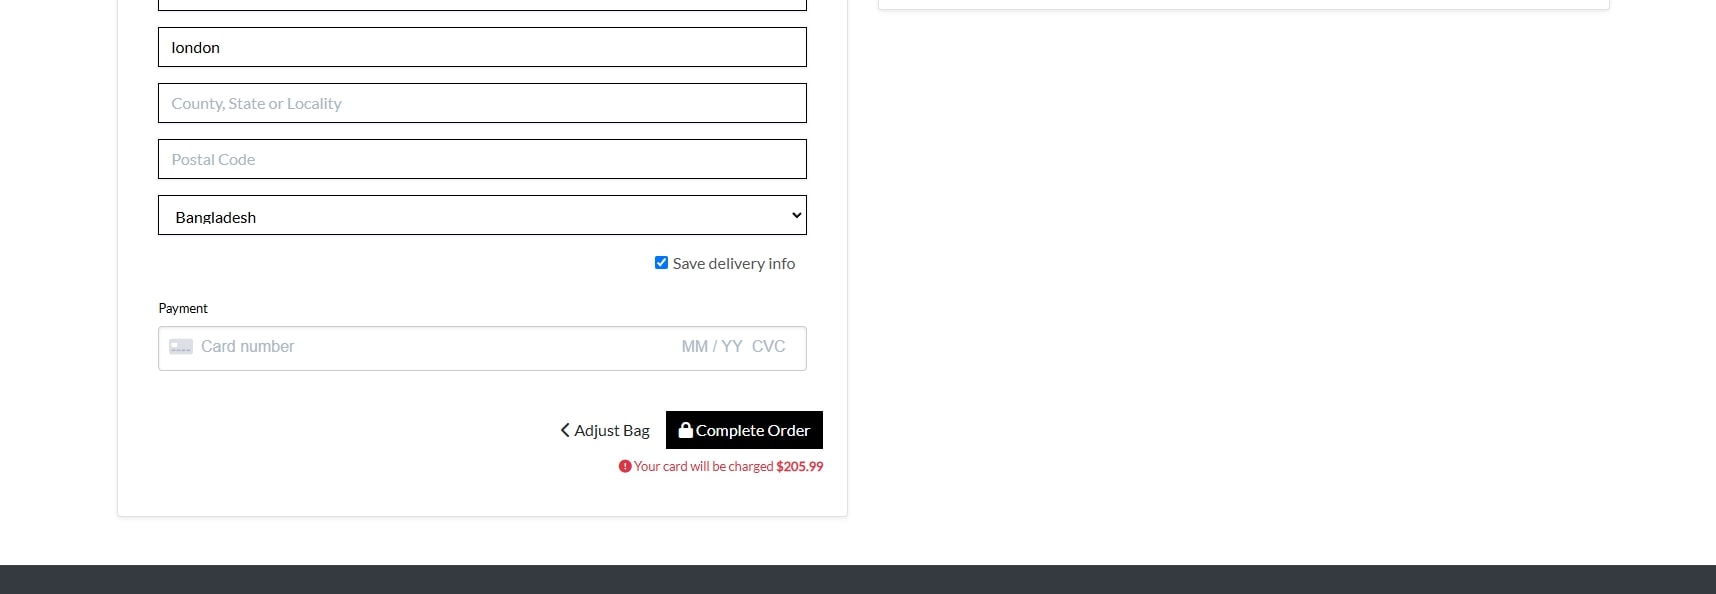 london
County, State or Locality
Postal Code
Bangladesh
Save delivery info
Payment
Card number MM / YY CVC
Adjust Bag Complete Order
Your card will be charged $205.99